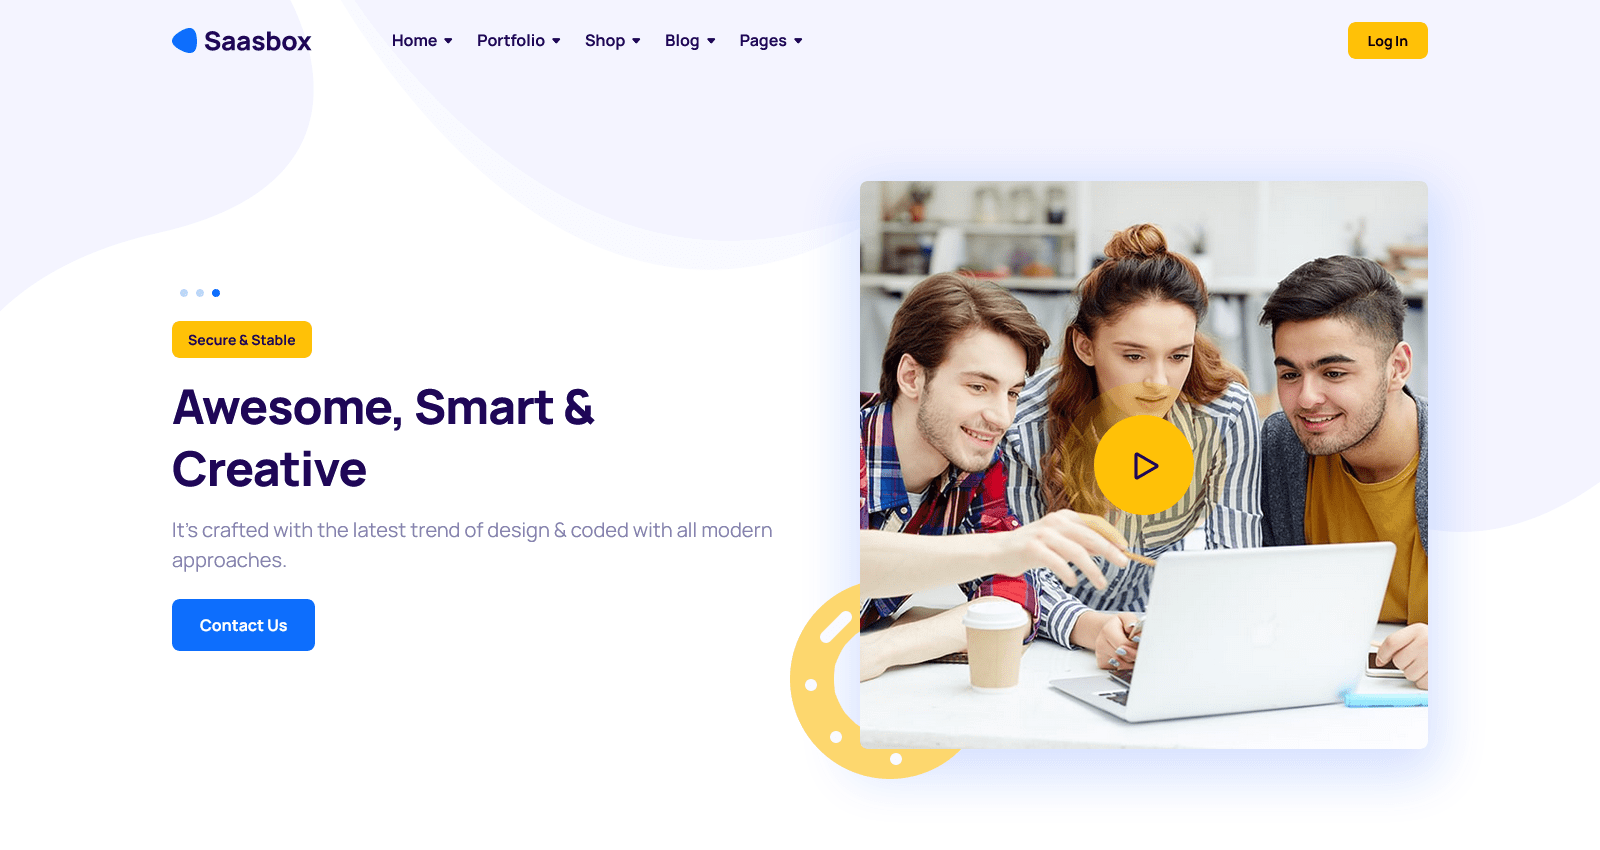 Saasbox
Home
Portfolio
Shop
Blog
Pages
Log In
Secure & Stable
Awesome, Smart &
Creative
It's crafted with the latest trend of design & coded with all modern
approaches.
Contact Us